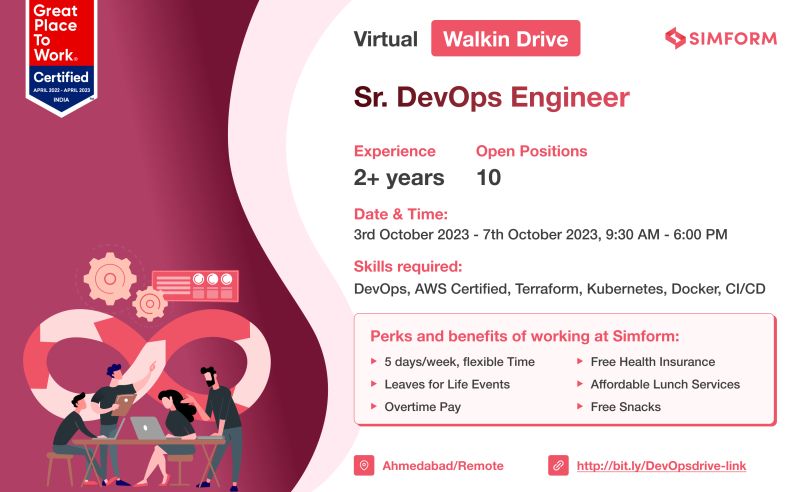 Great
Place
To
Work®
Certified
APRIL 2022 - APRIL 2023
INDIA
Virtual Walkin Drive
SIMFORM
Sr. DevOps Engineer
Experience
2+ years
Open Positions
10
Date & Time:
3rd October 2023 - 7th October 2023, 9:30 AM - 6:00 PM
Skills required:
DevOps, AWS Certified, Terraform, Kubernetes, Docker, CI/CD
Perks and benefits of working at Simform:
5 days/week, flexible Time
Leaves for Life Events
Overtime Pay
Free Health Insurance
Affordable Lunch Services
Free Snacks
Ahmedabad/Remote
http://bit.ly/DevOpsdrive-link